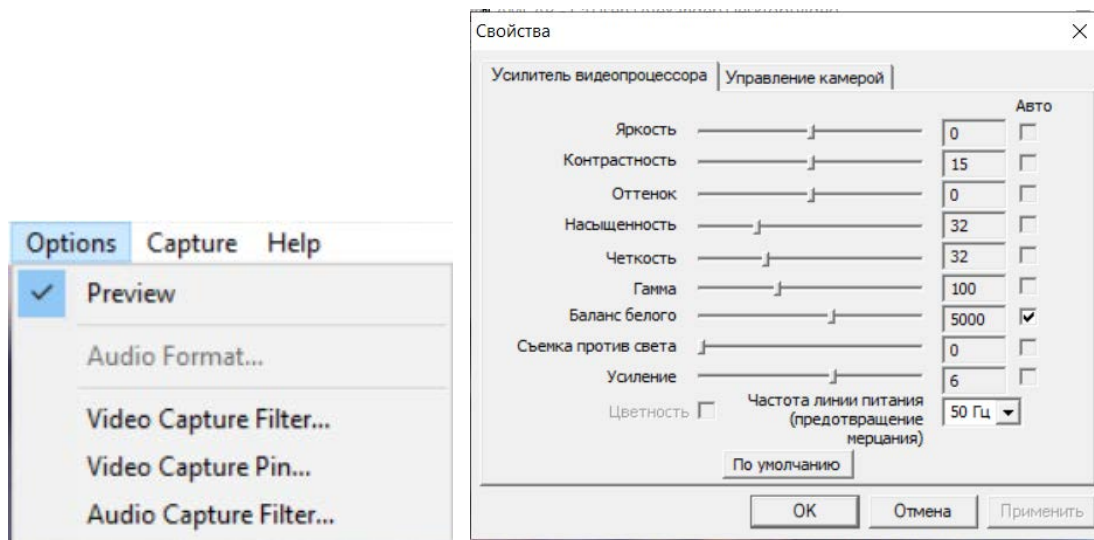 Options Capture Help
Preview
Audio Format...
Video Capture Filter...
Video Capture Pin...
Audio Capture Filter...
Свойства
Усилитель видеопроцессора Управление камерой
Авто
Яркость 0
Контрастность 15
Оттенок 0
Насыщенность 32
Четкость 32
Гамма 100
Баланс белого 5000
Съемка против света 0
Усиление 6
Цветность Частота линии питания 50 Гц
(предотвращение
мерцания)
По умолчанию
OK Отмена Применить